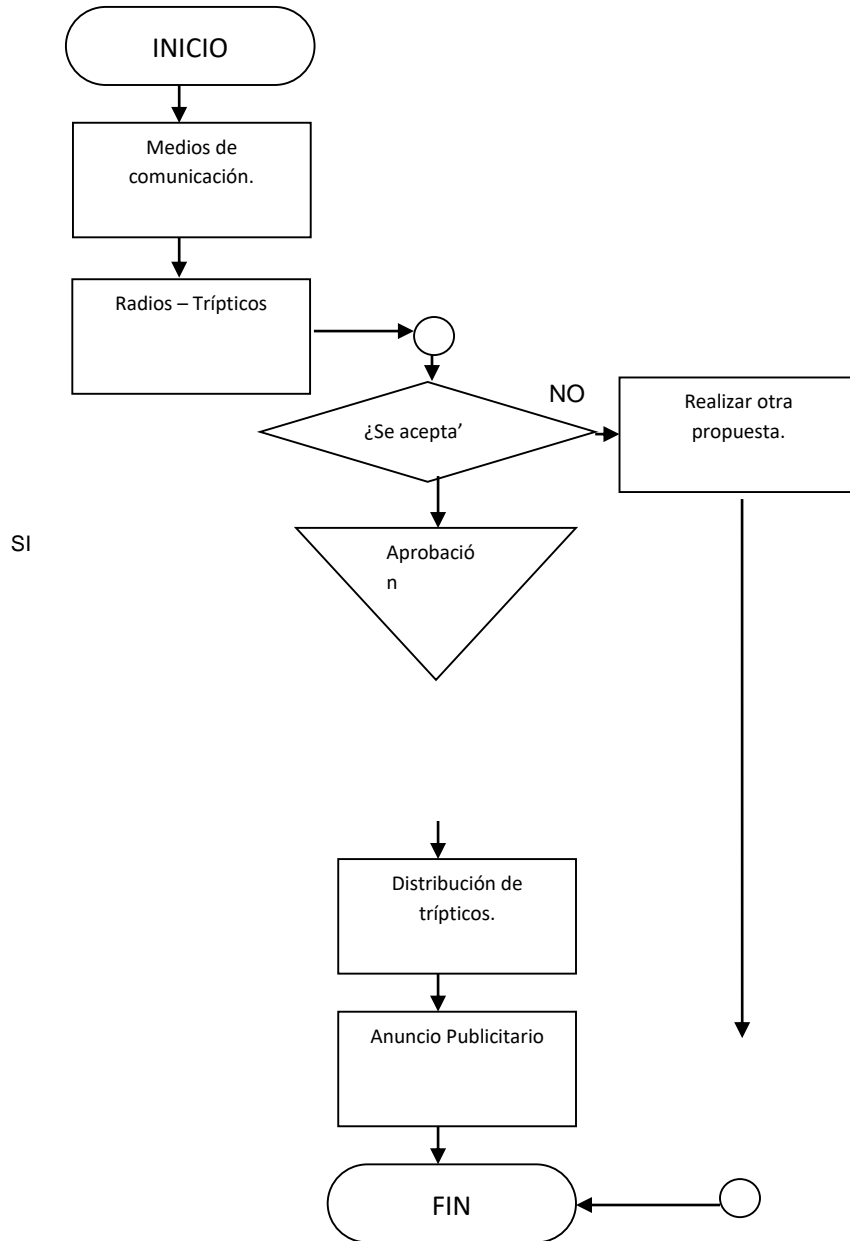 INICIO
Medios de
comunicación.
Radios – Trípticos
NO
Realizar otra
propuesta.
¿Se acepta’
SI
Aprobació
n
Distribución de
trípticos.
Anuncio Publicitario
FIN